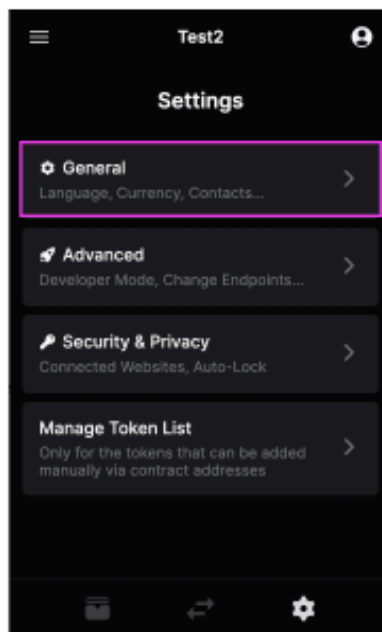 Test2
Settings
General
Language, Currency, Contacts...
Advanced
Developer Mode, Change Endpoints...
Security & Privacy
Connected Websites, Auto-Lock
Manage Token List
Only for the tokens that can be added
manually via contract addresses